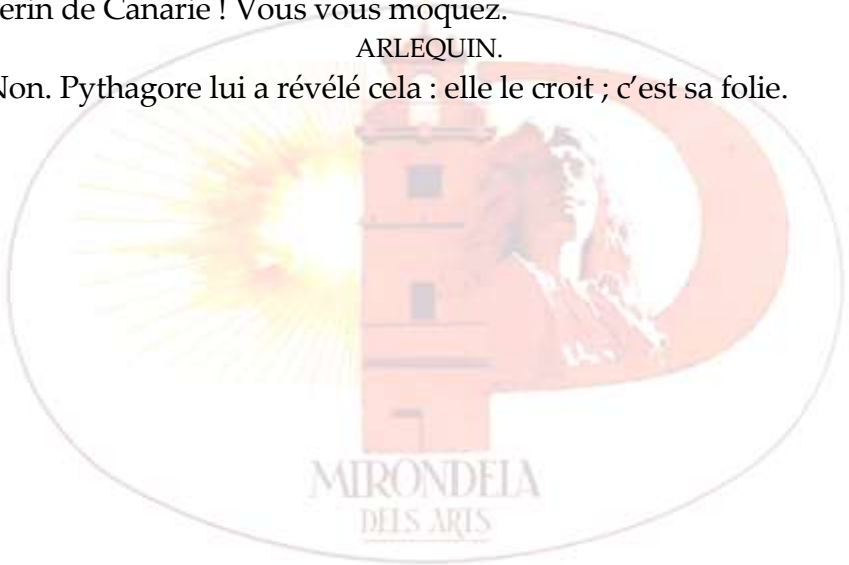 erin de Canarie ! Vous vous moquez.
ARLEQUIN.
Non. Pythagore lui a révélé cela : elle le croit ; c’est sa folie.
MIRONDELA
DELS ARTS